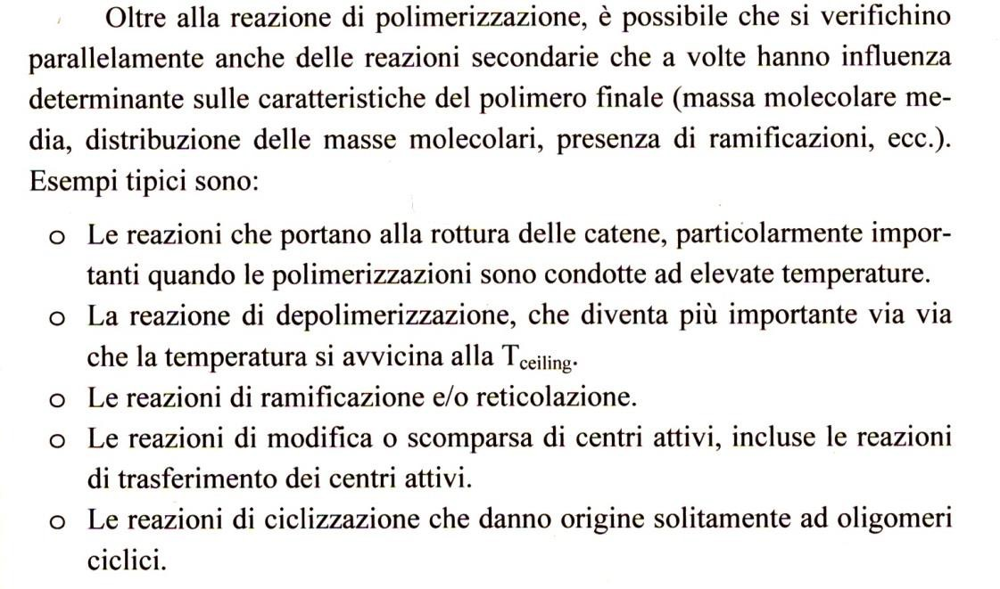 Oltre alla reazione di polimerizzazione, è possibile che si verifichino
parallelamente anche delle reazioni secondarie che a volte hanno influenza
determinante sulle caratteristiche del polimero finale (massa molecolare me-
dia, distribuzione delle masse molecolari, presenza di ramificazioni, ecc.).
Esempi tipici sono:
o Le reazioni che portano alla rottura delle catene, particolarmente impor-
tanti quando le polimerizzazioni sono condotte ad elevate temperature.
o La reazione di depolimerizzazione, che diventa più importante via via
che la temperatura si avvicina alla Tceiling.
o Le reazioni di ramificazione e/o reticolazione.
o Le reazioni di modifica o scomparsa di centri attivi, incluse le reazioni
di trasferimento dei centri attivi.
o Le reazioni di ciclizzazione che danno origine solitamente ad oligomeri
ciclici.